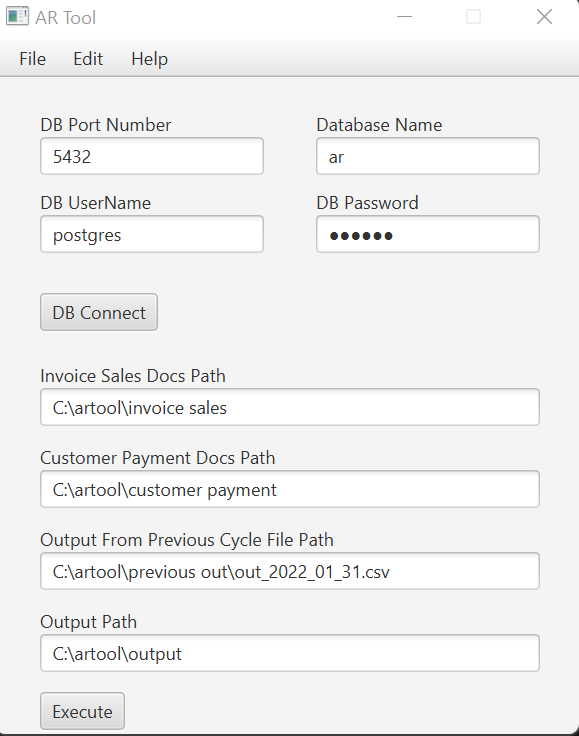 AR Tool
File Edit Help
DB Port Number Database Name
5432 ar
DB UserName DB Password
postgres ●●●●●●
DB Connect
Invoice Sales Docs Path
C:\artool\invoice sales
Customer Payment Docs Path
C:\artool\customer payment
Output From Previous Cycle File Path
C:\artool\previous out\out_2022_01_31.csv
Output Path
C:\artool\output
Execute